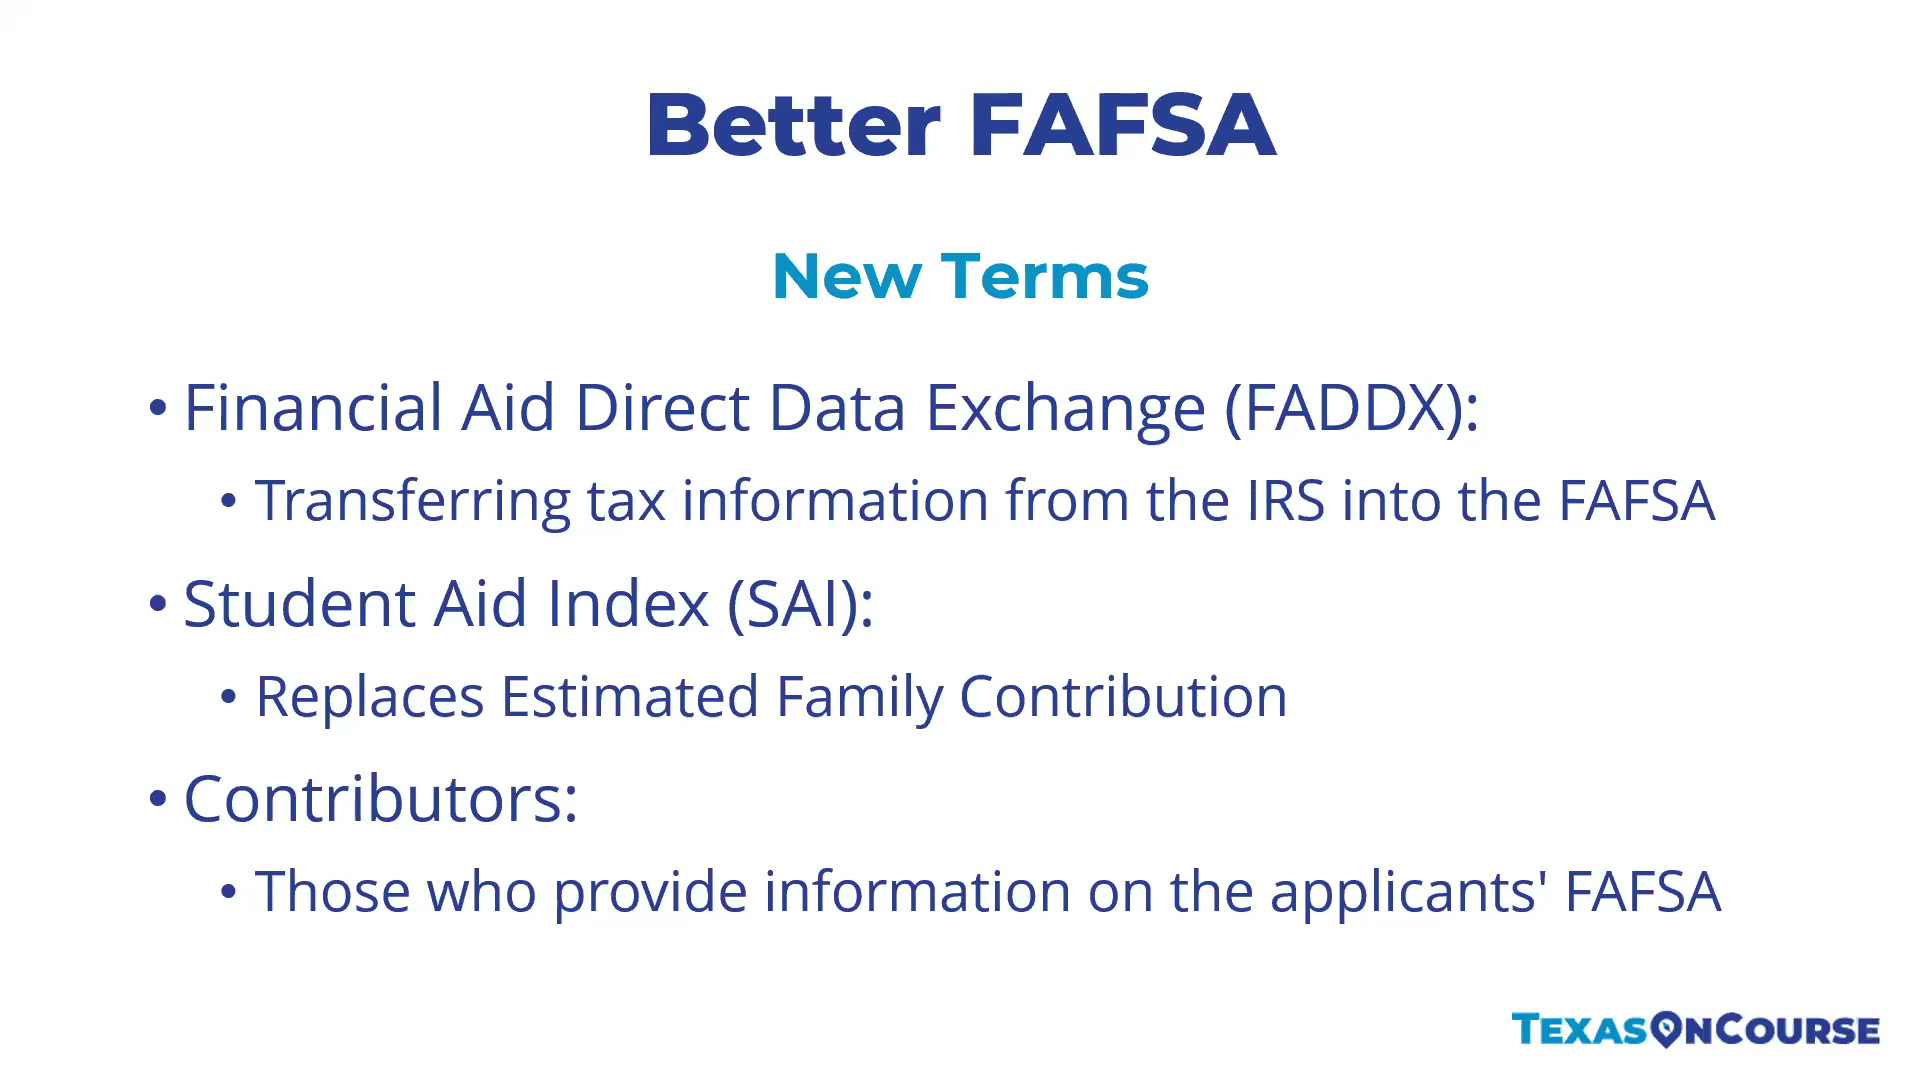 Better FAFSA
New Terms
• Financial Aid Direct Data Exchange (FADDX):
• Transferring tax information from the IRS into the FAFSA
• Student Aid Index (SAI):
• Replaces Estimated Family Contribution
• Contributors:
• Those who provide information on the applicants' FAFSA
TEXASONCOURSE